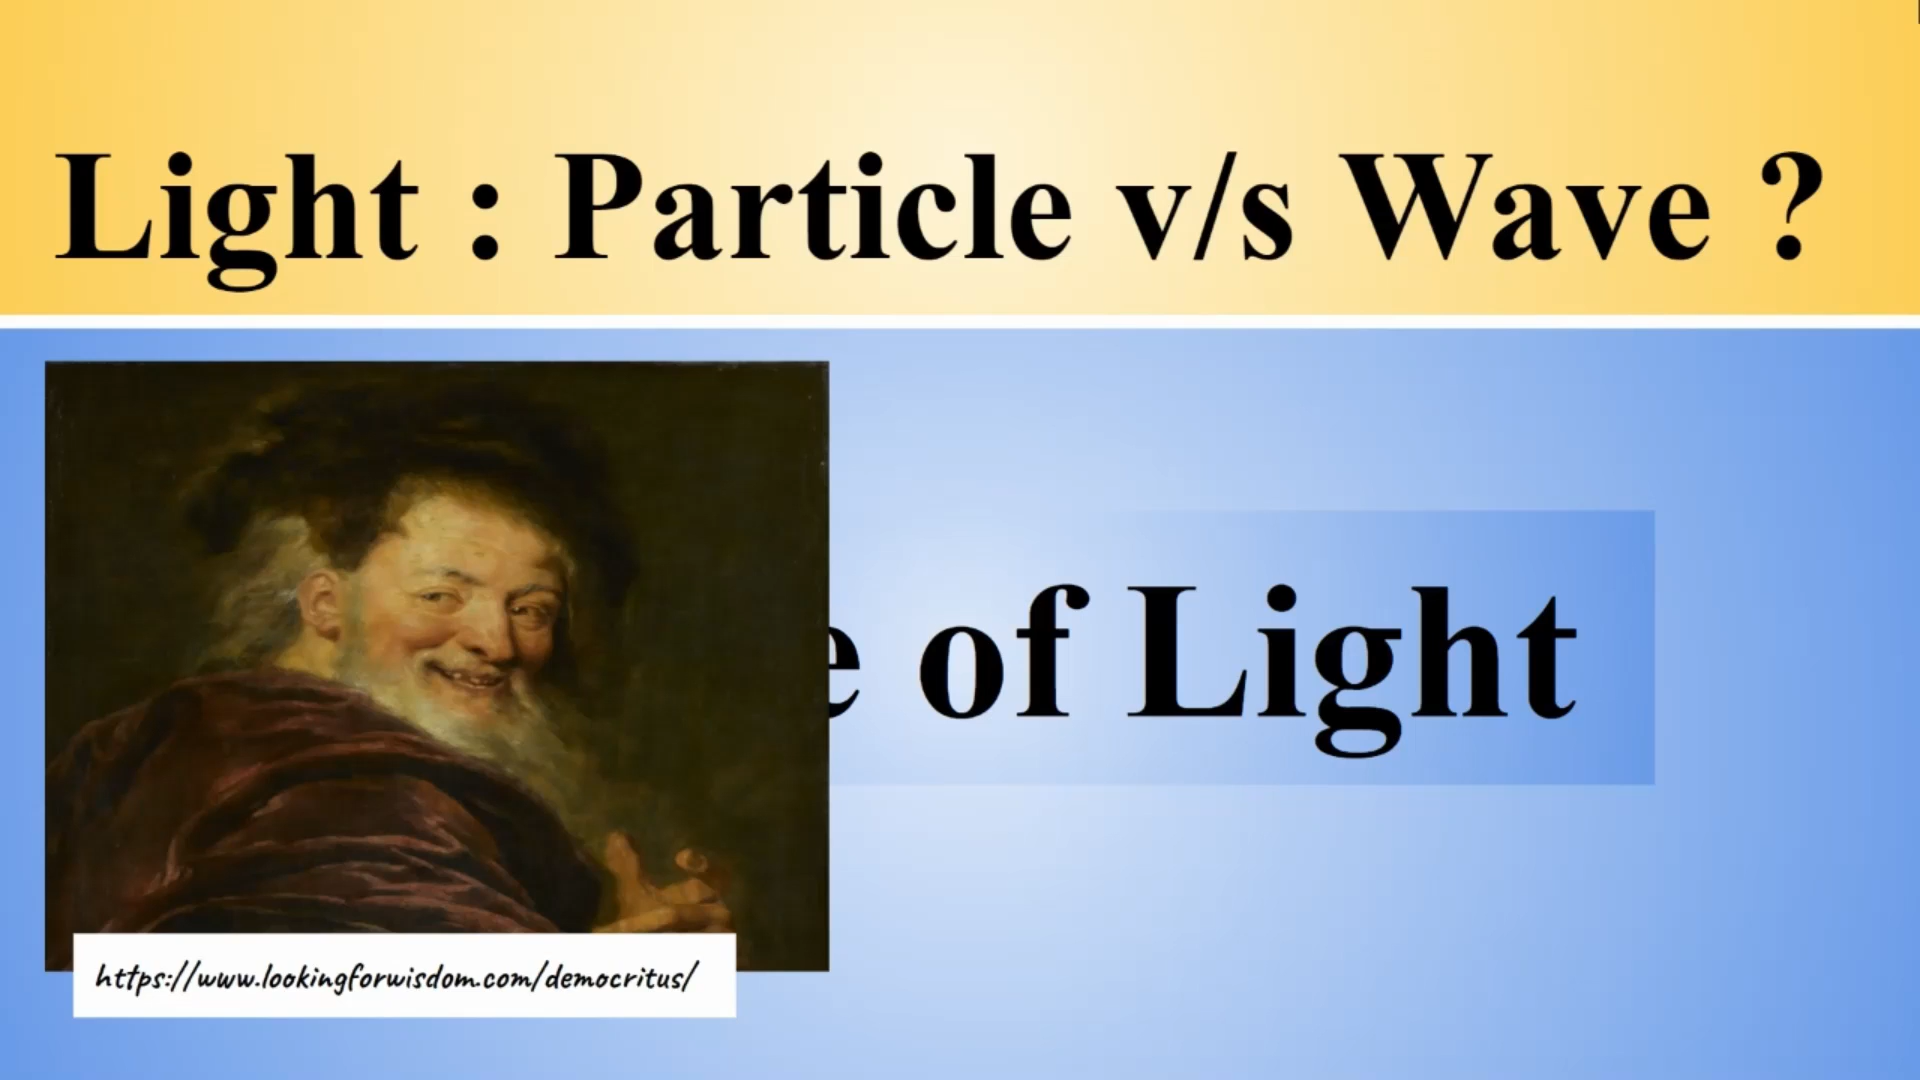 Light : Particle v/s Wave ?
e of Light
https://www.lookingforwisdom.com/democritus/